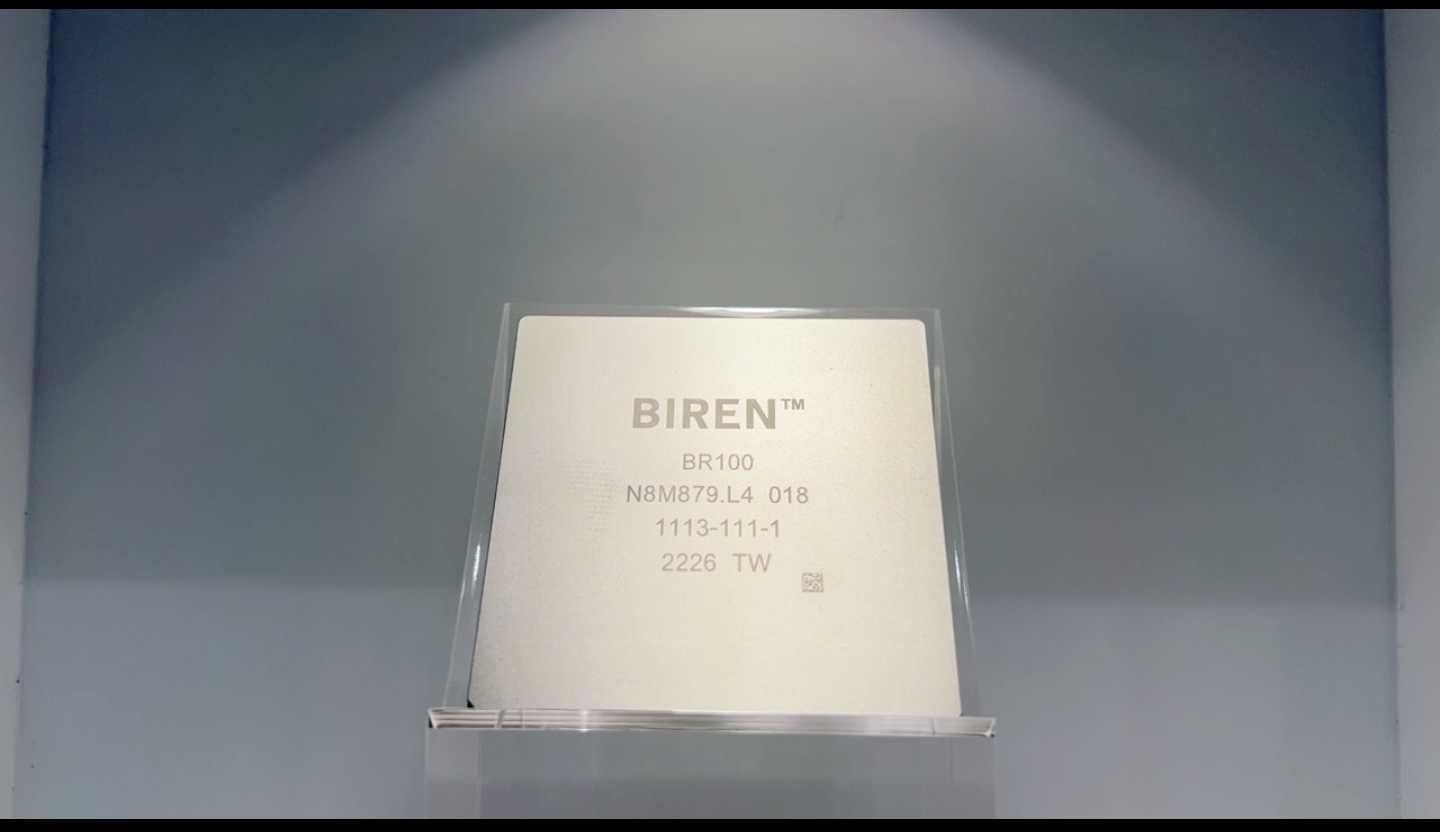 BIREN™
BR100
N8M879.L4 018
1113-111-1
2226 TW